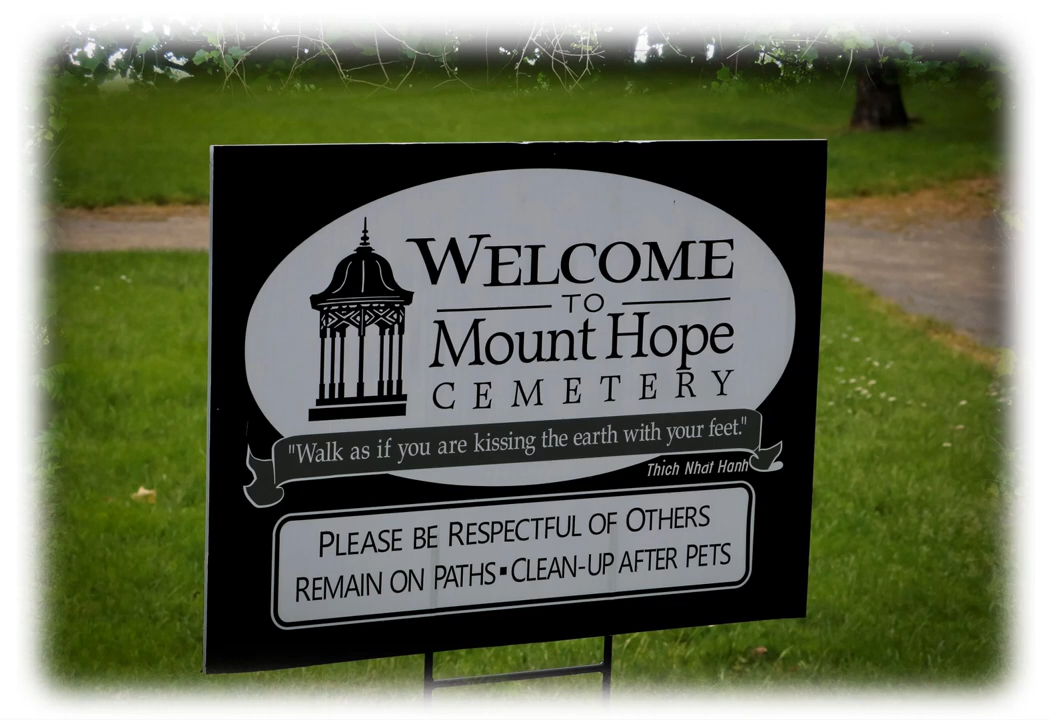 WELCOME
TO
Mount Hope
CEMETERY
"Walk as if you are kissing the earth with your feet."
Thich Nhat Hanh
PLEASE BE RESPECTFUL OF OTHERS
REMAIN ON PATHS▪CLEAN-UP AFTER PETS